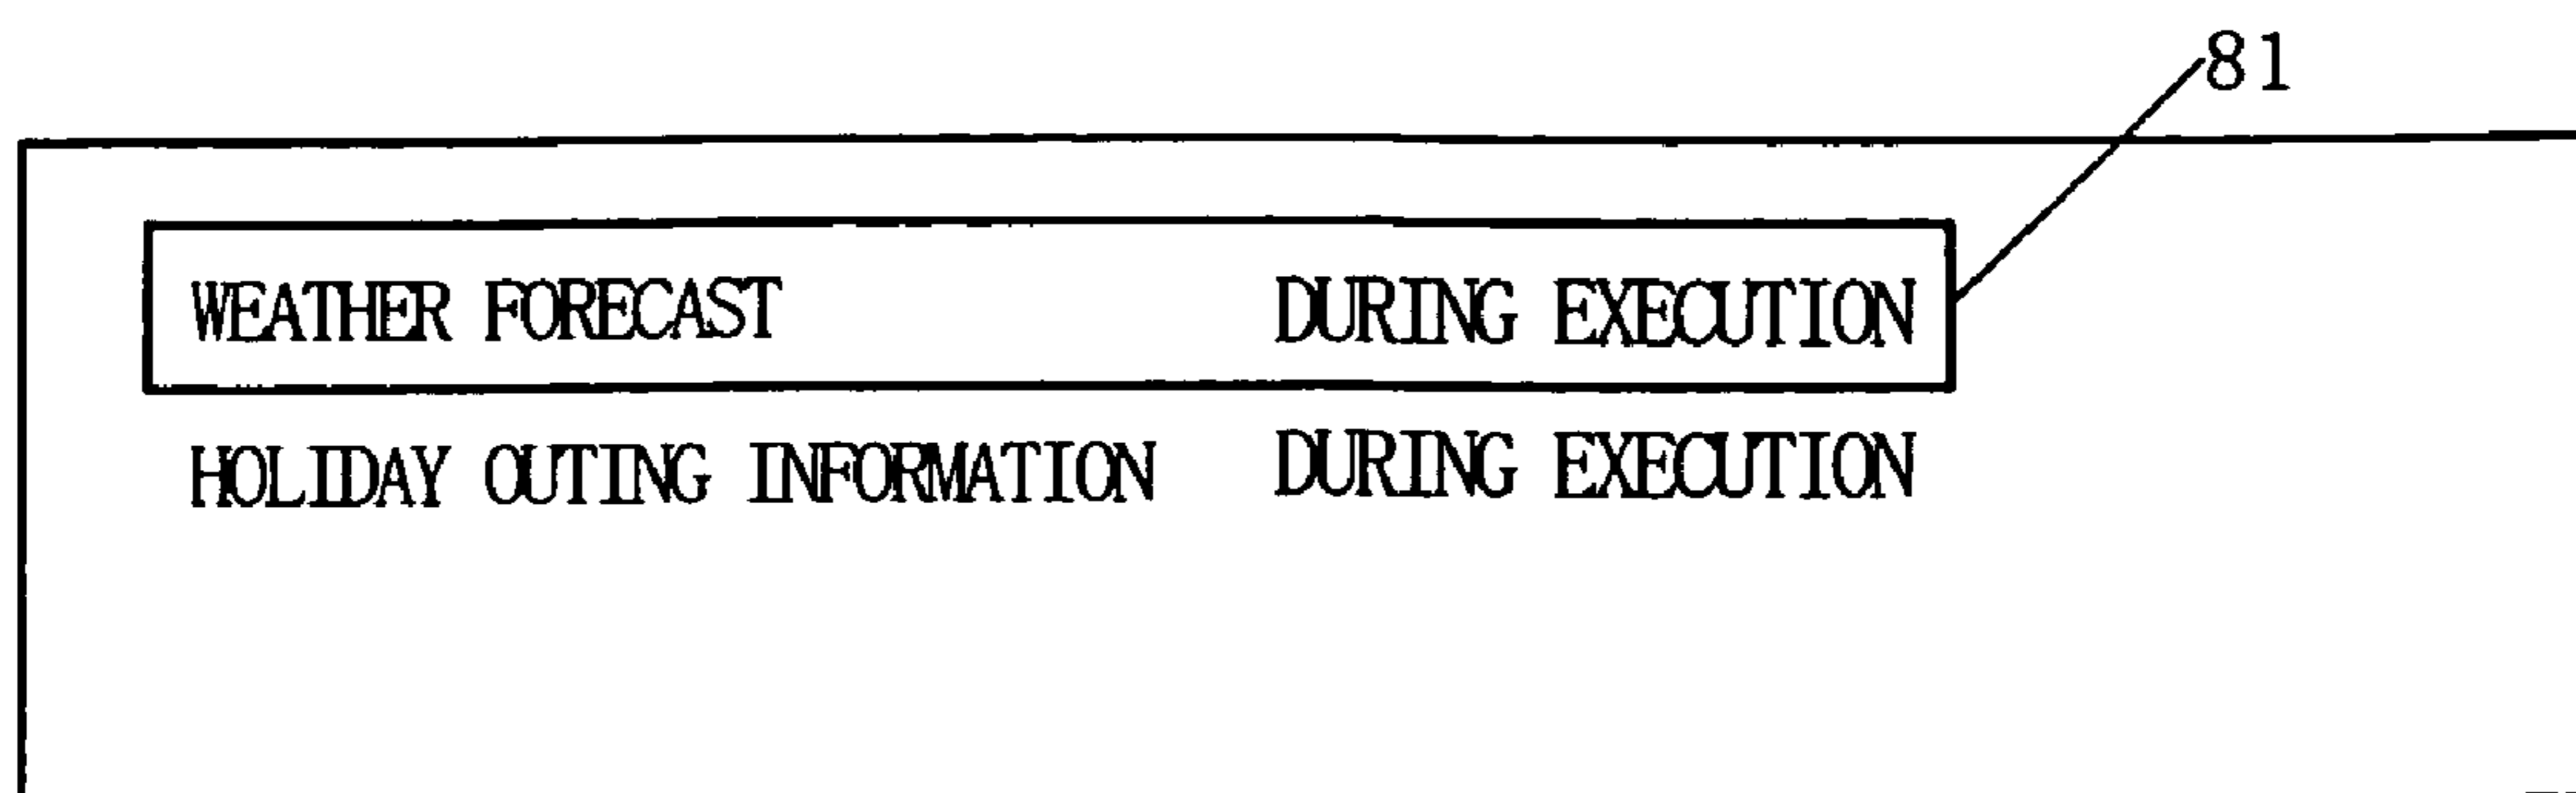 81
WEATHER FORECAST DURING EXECUTION
HOLIDAY OUTING INFORMATION DURING EXECUTION